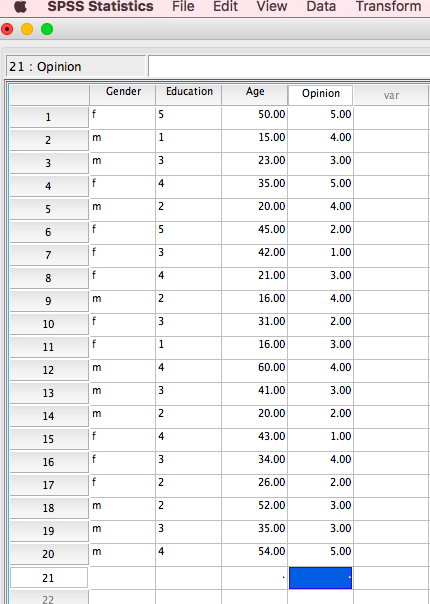 SPSS Statistics File Edit View Data Transform
21 : Opinion
Gender Education Age Opinion var
1 f 5 50.00 5.00
2 m 1 15.00 4.00
3 m 3 23.00 3.00
4 f 4 35.00 5.00
5 m 2 20.00 4.00
6 f 5 45.00 2.00
7 f 3 42.00 1.00
8 f 4 21.00 3.00
9 m 2 16.00 4.00
10 f 3 31.00 2.00
11 f 1 16.00 3.00
12 m 4 60.00 4.00
13 m 3 41.00 3.00
14 m 2 20.00 2.00
15 f 4 43.00 1.00
16 f 3 34.00 4.00
17 f 2 26.00 2.00
18 m 2 52.00 3.00
19 m 3 35.00 3.00
20 m 4 54.00 5.00
21 . .
22